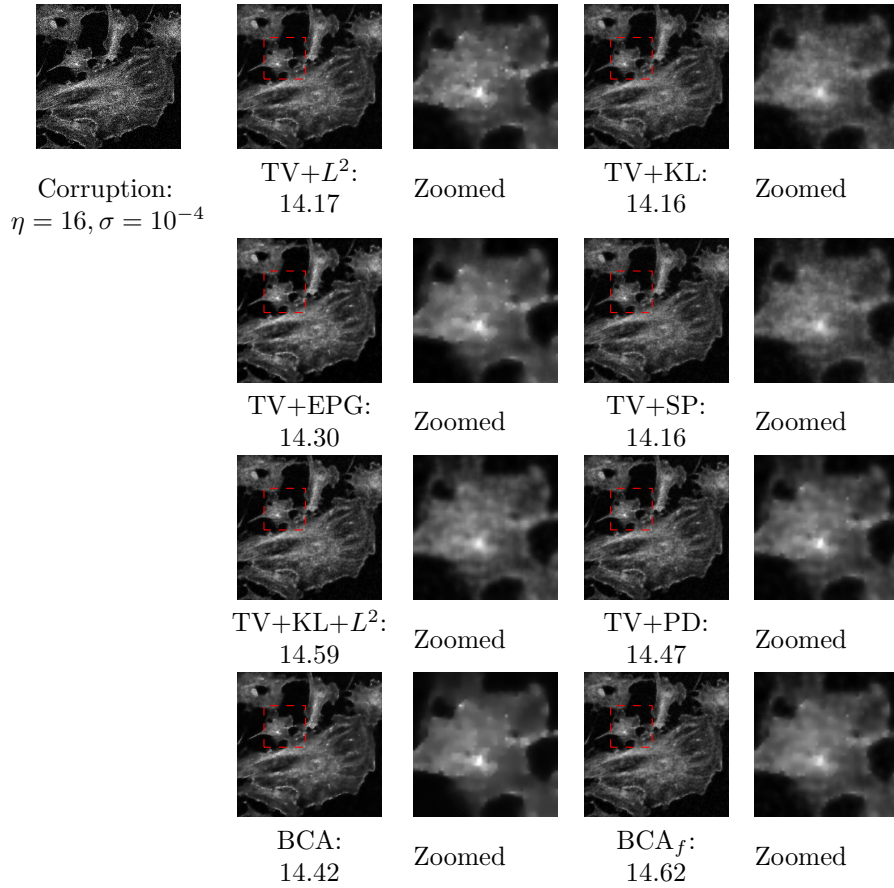 Corruption:
η = 16, σ = 10⁻⁴
TV+L²:
14.17
Zoomed
TV+KL:
14.16
Zoomed
TV+EPG:
14.30
Zoomed
TV+SP:
14.16
Zoomed
TV+KL+L²:
14.59
Zoomed
TV+PD:
14.47
Zoomed
BCA:
14.42
Zoomed
BCA_f:
14.62
Zoomed